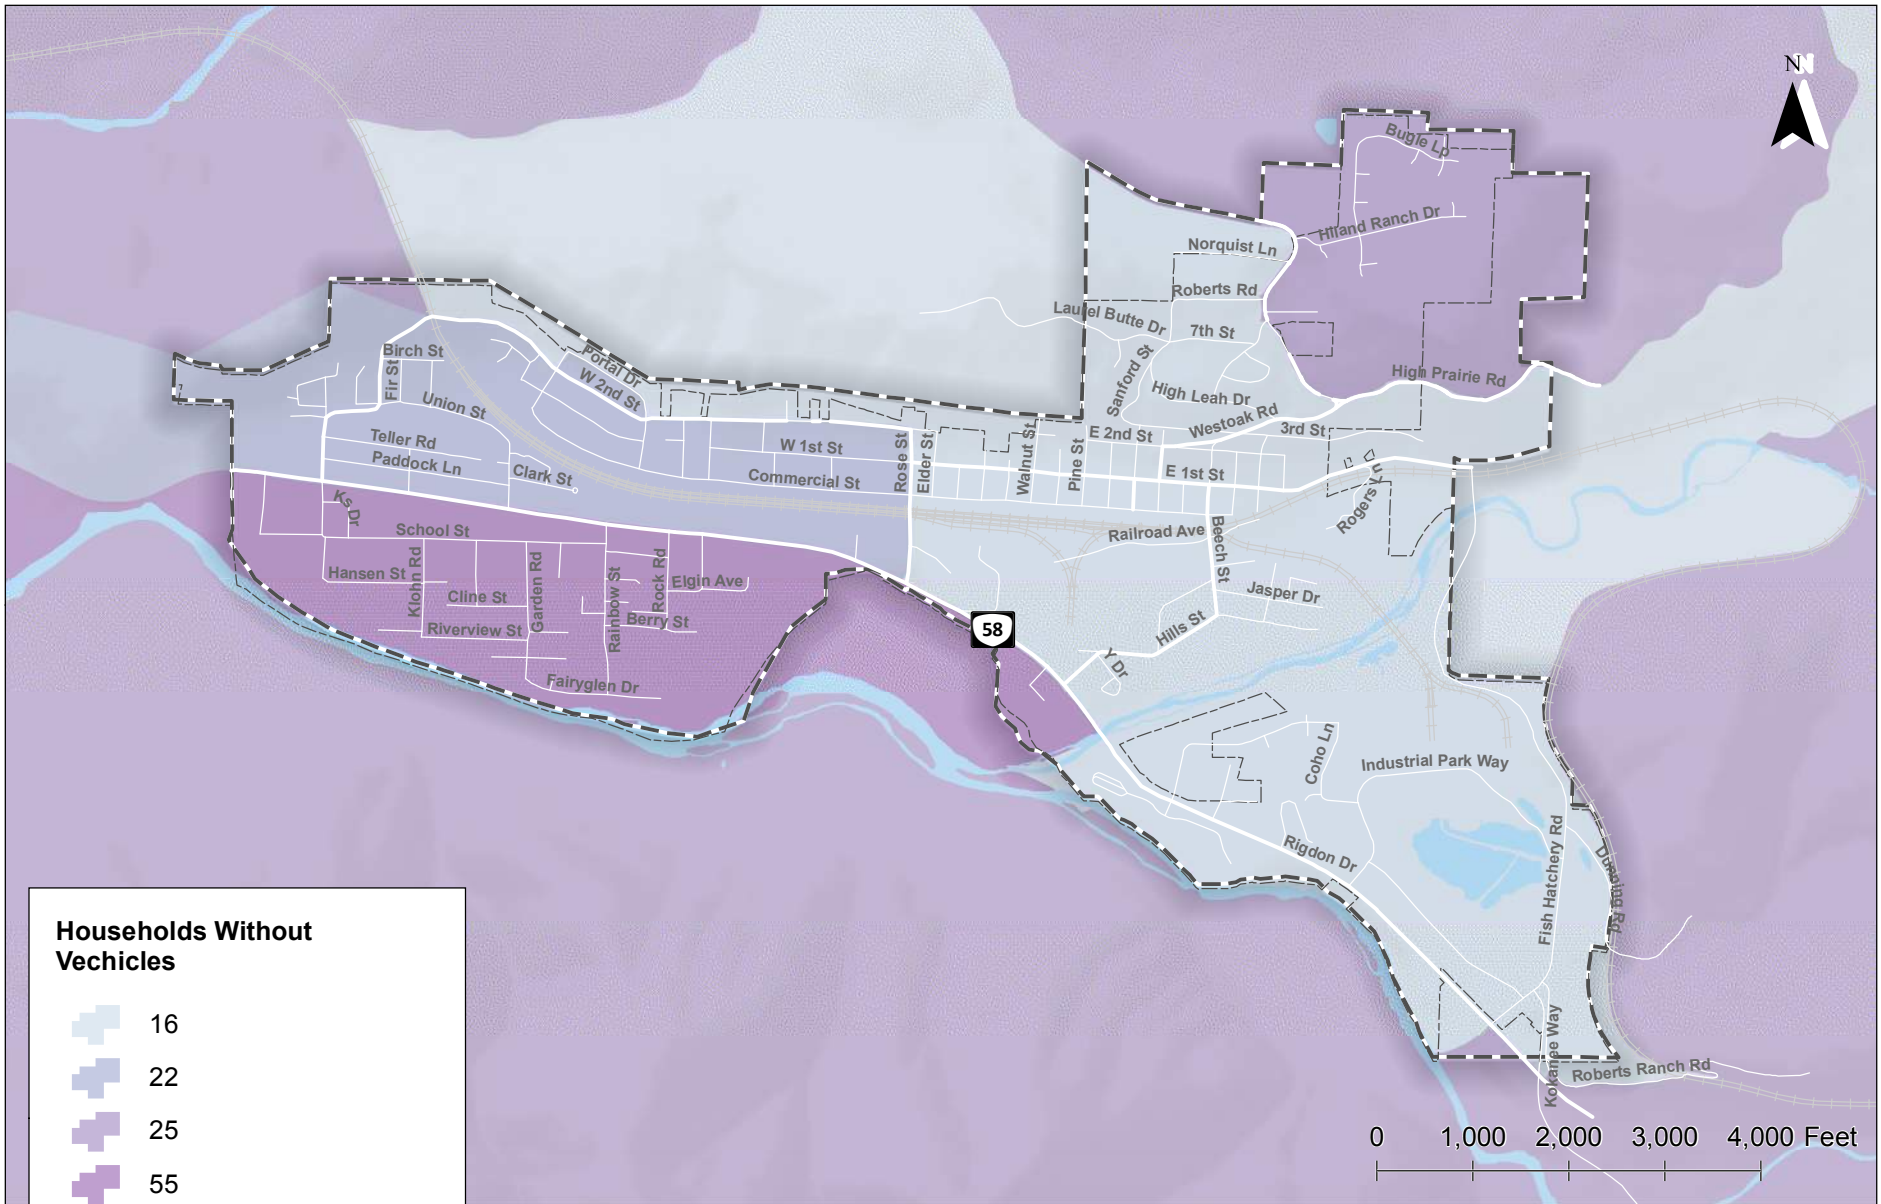 N
N
Bugle Lp
Hiland Ranch Dr
Norquist Ln
Roberts Rd
Laurel Butte Dr
7th St
Birch St
Portal Dr
Fir St
W 2nd St
Sanford St
High Prairie Rd
High Leah Dr
Union St
Westoak Rd
3rd St
Teller Rd
W 1st St
Rose St
Elder St
Walnut St
Pine St
E 2nd St
Paddock Ln
Clark St
Commercial St
E 1st St
Rogers Ln
Ks Dr
School St
Railroad Ave
Beech St
Hansen St
Klohn Rd
Garden Rd
Rainbow St
Rock Rd
Elgin Ave
Jasper Dr
Cline St
Riverview St
Berry St
58
Hills St
Y Dr
Fairyglen Dr
Coho Ln
Industrial Park Way
Rigdon Dr
Fish Hatchery Rd
Dunning Rd
Kokanee Way
Roberts Ranch Rd
Households Without
Vechicles
16
22
25
55
0 1,000 2,000 3,000 4,000 Feet